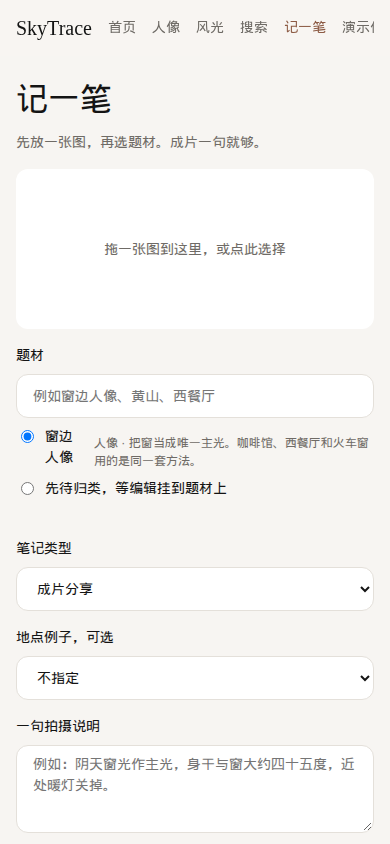 SkyTrace 首页 人像 风光 搜索 记一笔 演示
记一笔
先放一张图，再选题材。成片一句就够。
拖一张图到这里，或点此选择
题材
例如窗边人像、黄山、西餐厅
窗边
人像
人像 · 把窗当成唯一主光。咖啡馆、西餐厅和火车窗
用的是同一套方法。
先待归类，等编辑挂到题材上
笔记类型
成片分享
地点例子，可选
不指定
一句拍摄说明
例如：阴天窗光作主光，身干与窗大约四十五度，近
处暖灯关掉。